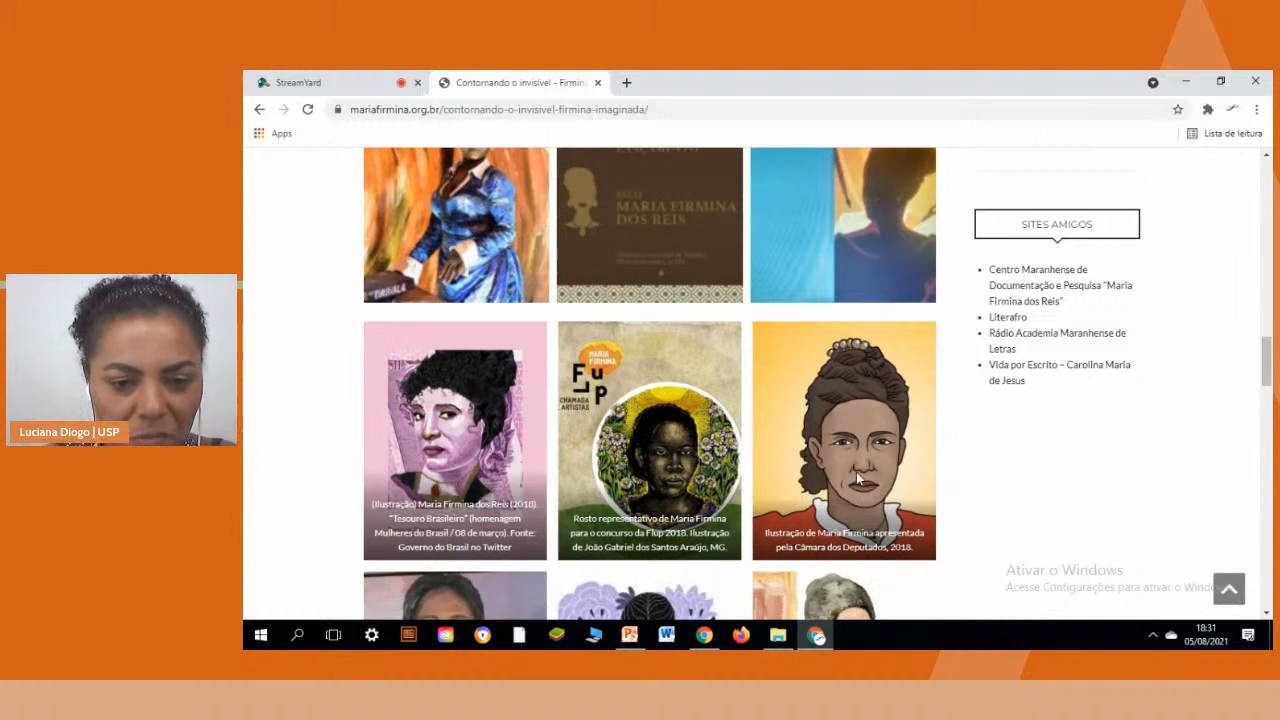 StreamYard
Contornando o invisível - Firmin
mariafirmina.org.br/contornando-o-invisivel-firmina-imaginada/
Apps
Lista de leitura
MARIA FIRMINA
DOS REIS
SITES AMIGOS
Centro Maranhense de
Documentação e Pesquisa "Maria
Firmina dos Reis"
Literafro
Rádio Academia Maranhense de
Letras
Vida por Escrito – Carolina Maria
de Jesus
(Ilustração) Maria Firmina dos Reis (2018).
"Tesouro Brasileiro" (homenagem
Mulheres do Brasil / 08 de março). Fonte:
Governo do Brasil no Twitter
MARIA
FIRMINA
FUP
CHAMADA
ARTISTAS
Rosto representativo de Maria Firmina
para o concurso da Flup 2018. Ilustração
de João Gabriel dos Santos Araújo, MG.
Ilustração de Maria Firmina apresentada
pela Câmara dos Deputados, 2018.
Luciana Diogo | USP
Ativar o Windows
Acesse Configurações para ativar o Windows
18:31
05/08/2021